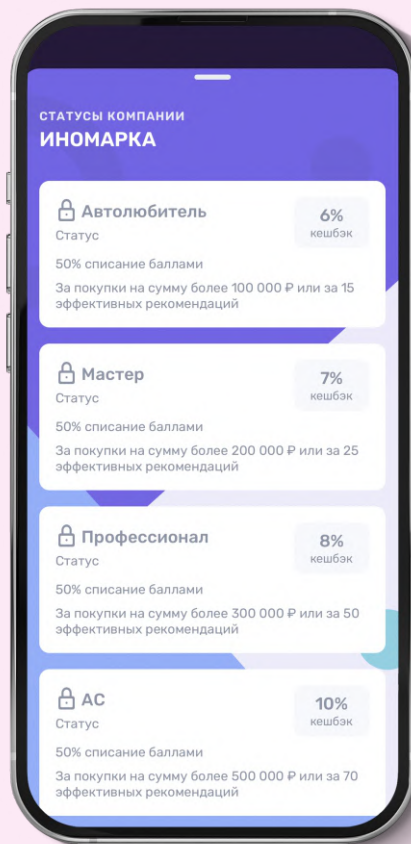 СТАТУСЫ КОМПАНИИ
ИНОМАРКА
Автолюбитель
6%
Статус
кешбэк
50% списание баллами
За покупки на сумму более 100 000 ₽ или за 15
эффективных рекомендаций
Мастер
7%
Статус
кешбэк
50% списание баллами
За покупки на сумму более 200 000 ₽ или за 25
эффективных рекомендаций
Профессионал
8%
Статус
кешбэк
50% списание баллами
За покупки на сумму более 300 000 ₽ или за 50
эффективных рекомендаций
АС
10%
Статус
кешбэк
50% списание баллами
За покупки на сумму более 500 000 ₽ или за 70
эффективных рекомендаций